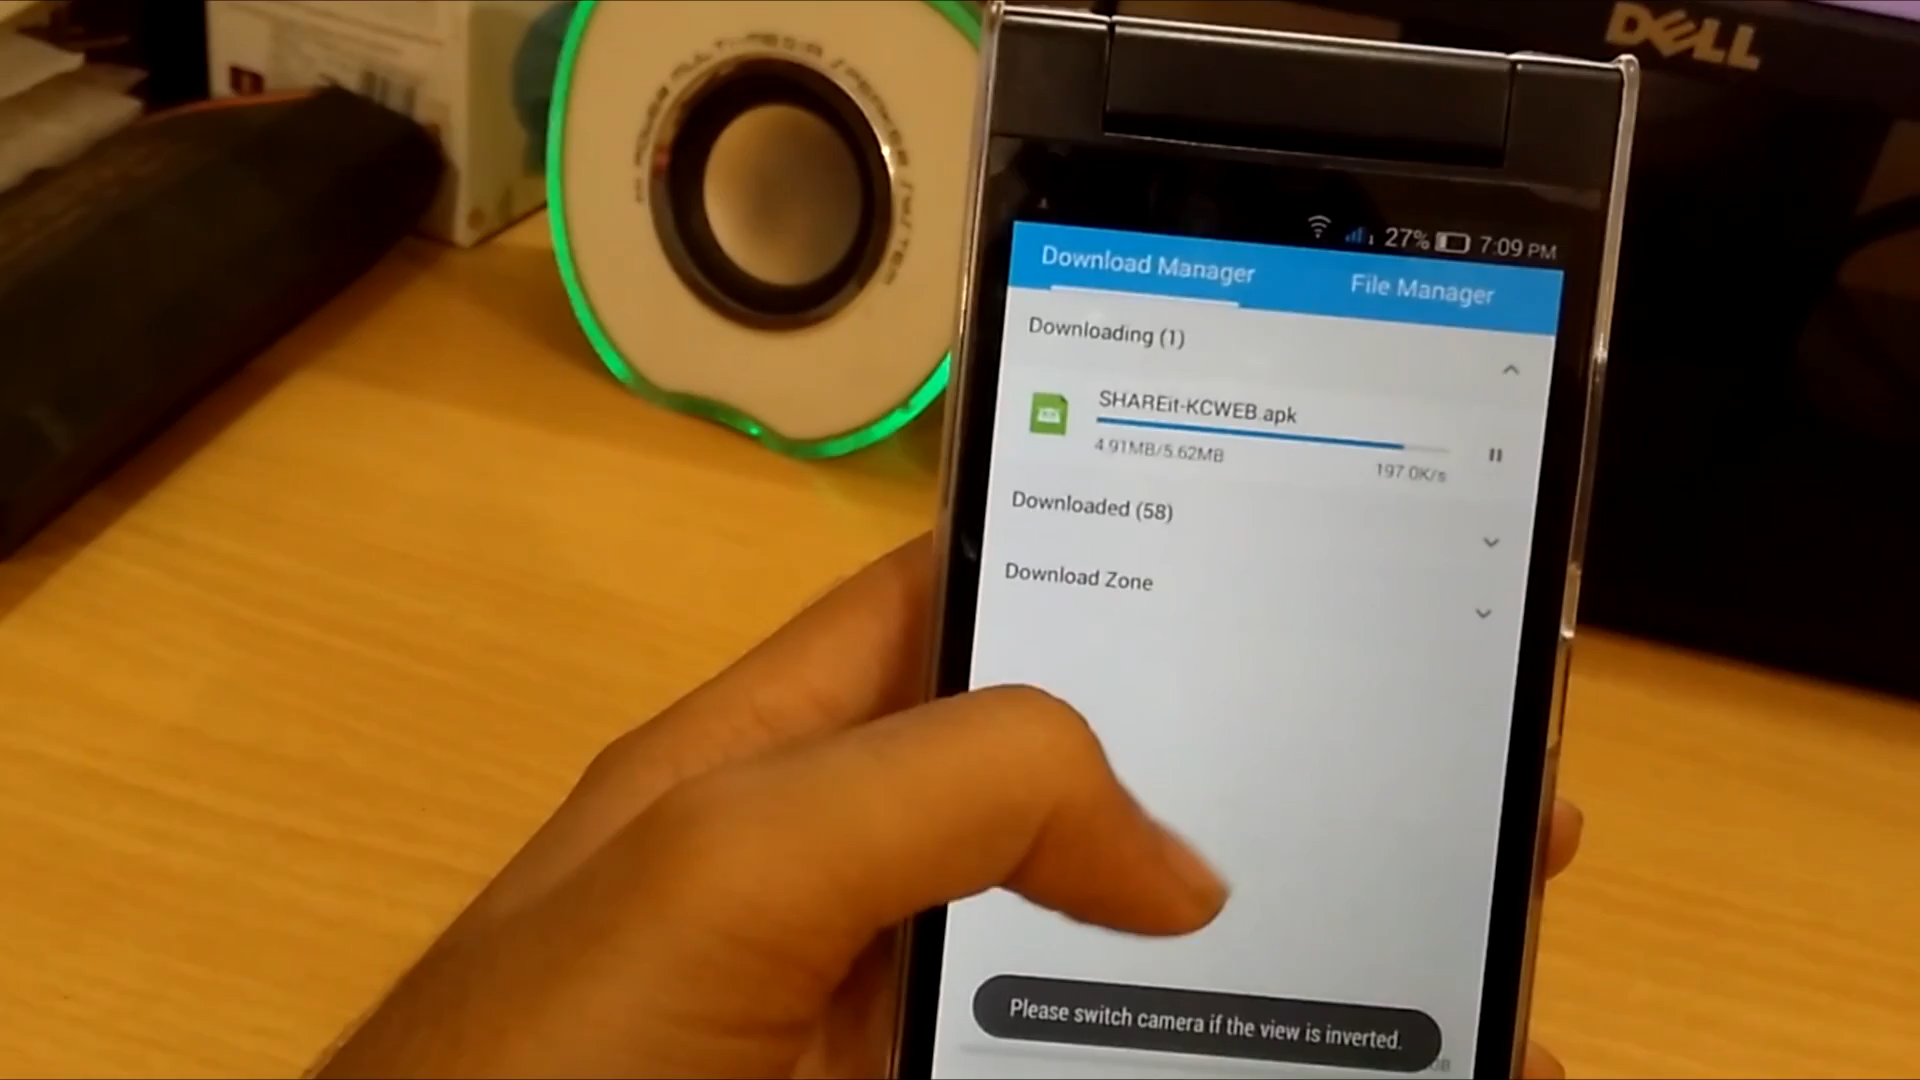 DELL
27% 7:09 PM
Download Manager File Manager
Downloading (1)
SHAREit-KCWEB.apk
4.91MB/5.62MB
197.0K/s
Downloaded (58)
Download Zone
Please switch camera if the view is inverted.